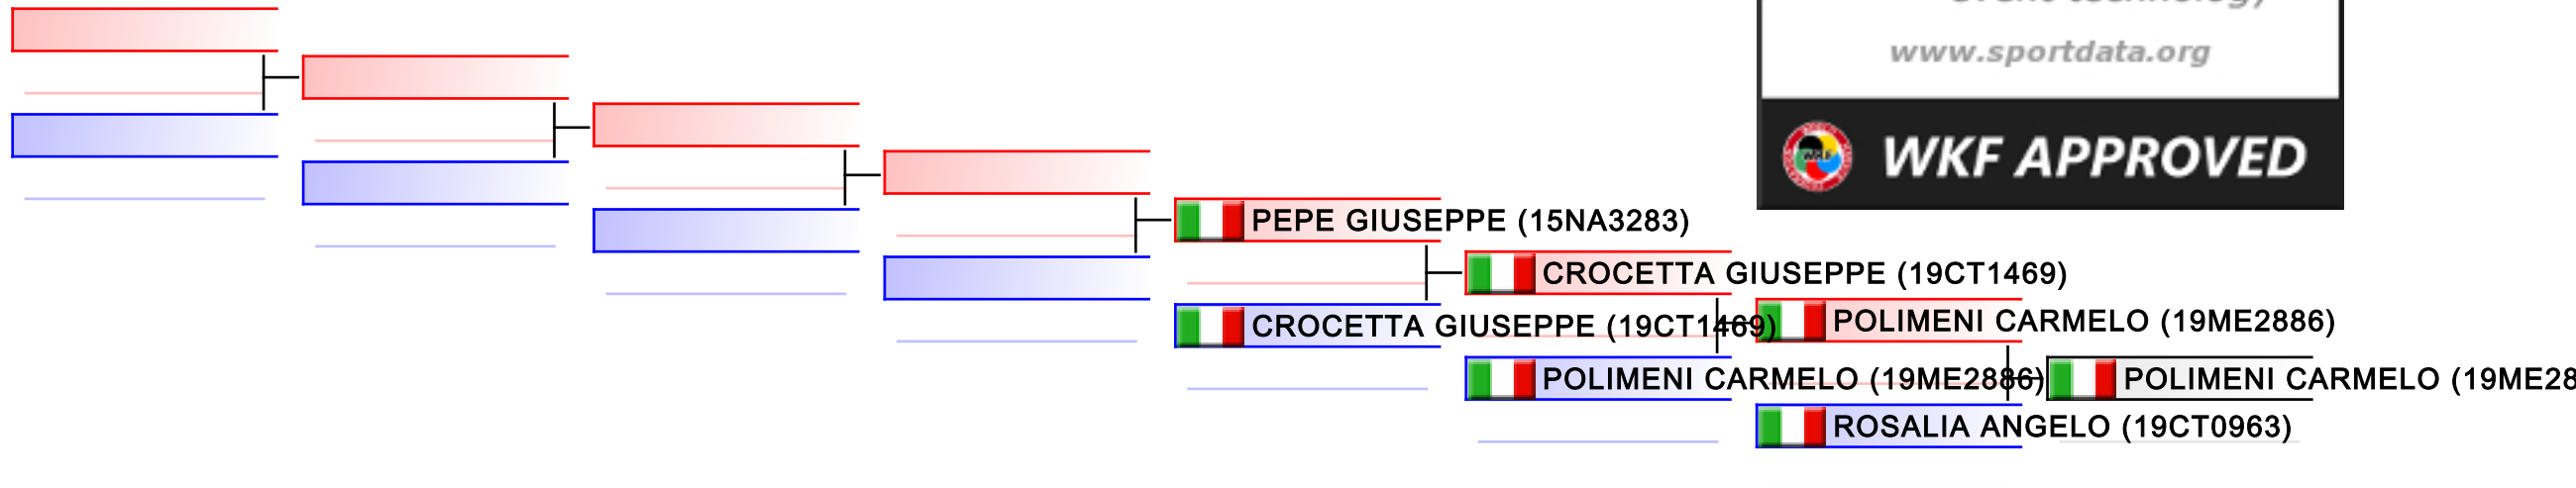 www.sportdata.org
WKF APPROVED
PEPE GIUSEPPE (15NA3283)
CROCETTA GIUSEPPE (19CT1469)
CROCETTA GIUSEPPE (19CT1469)
POLIMENI CARMELO (19ME2886)
POLIMENI CARMELO (19ME2886)
POLIMENI CARMELO (19ME28
ROSALIA ANGELO (19CT0963)